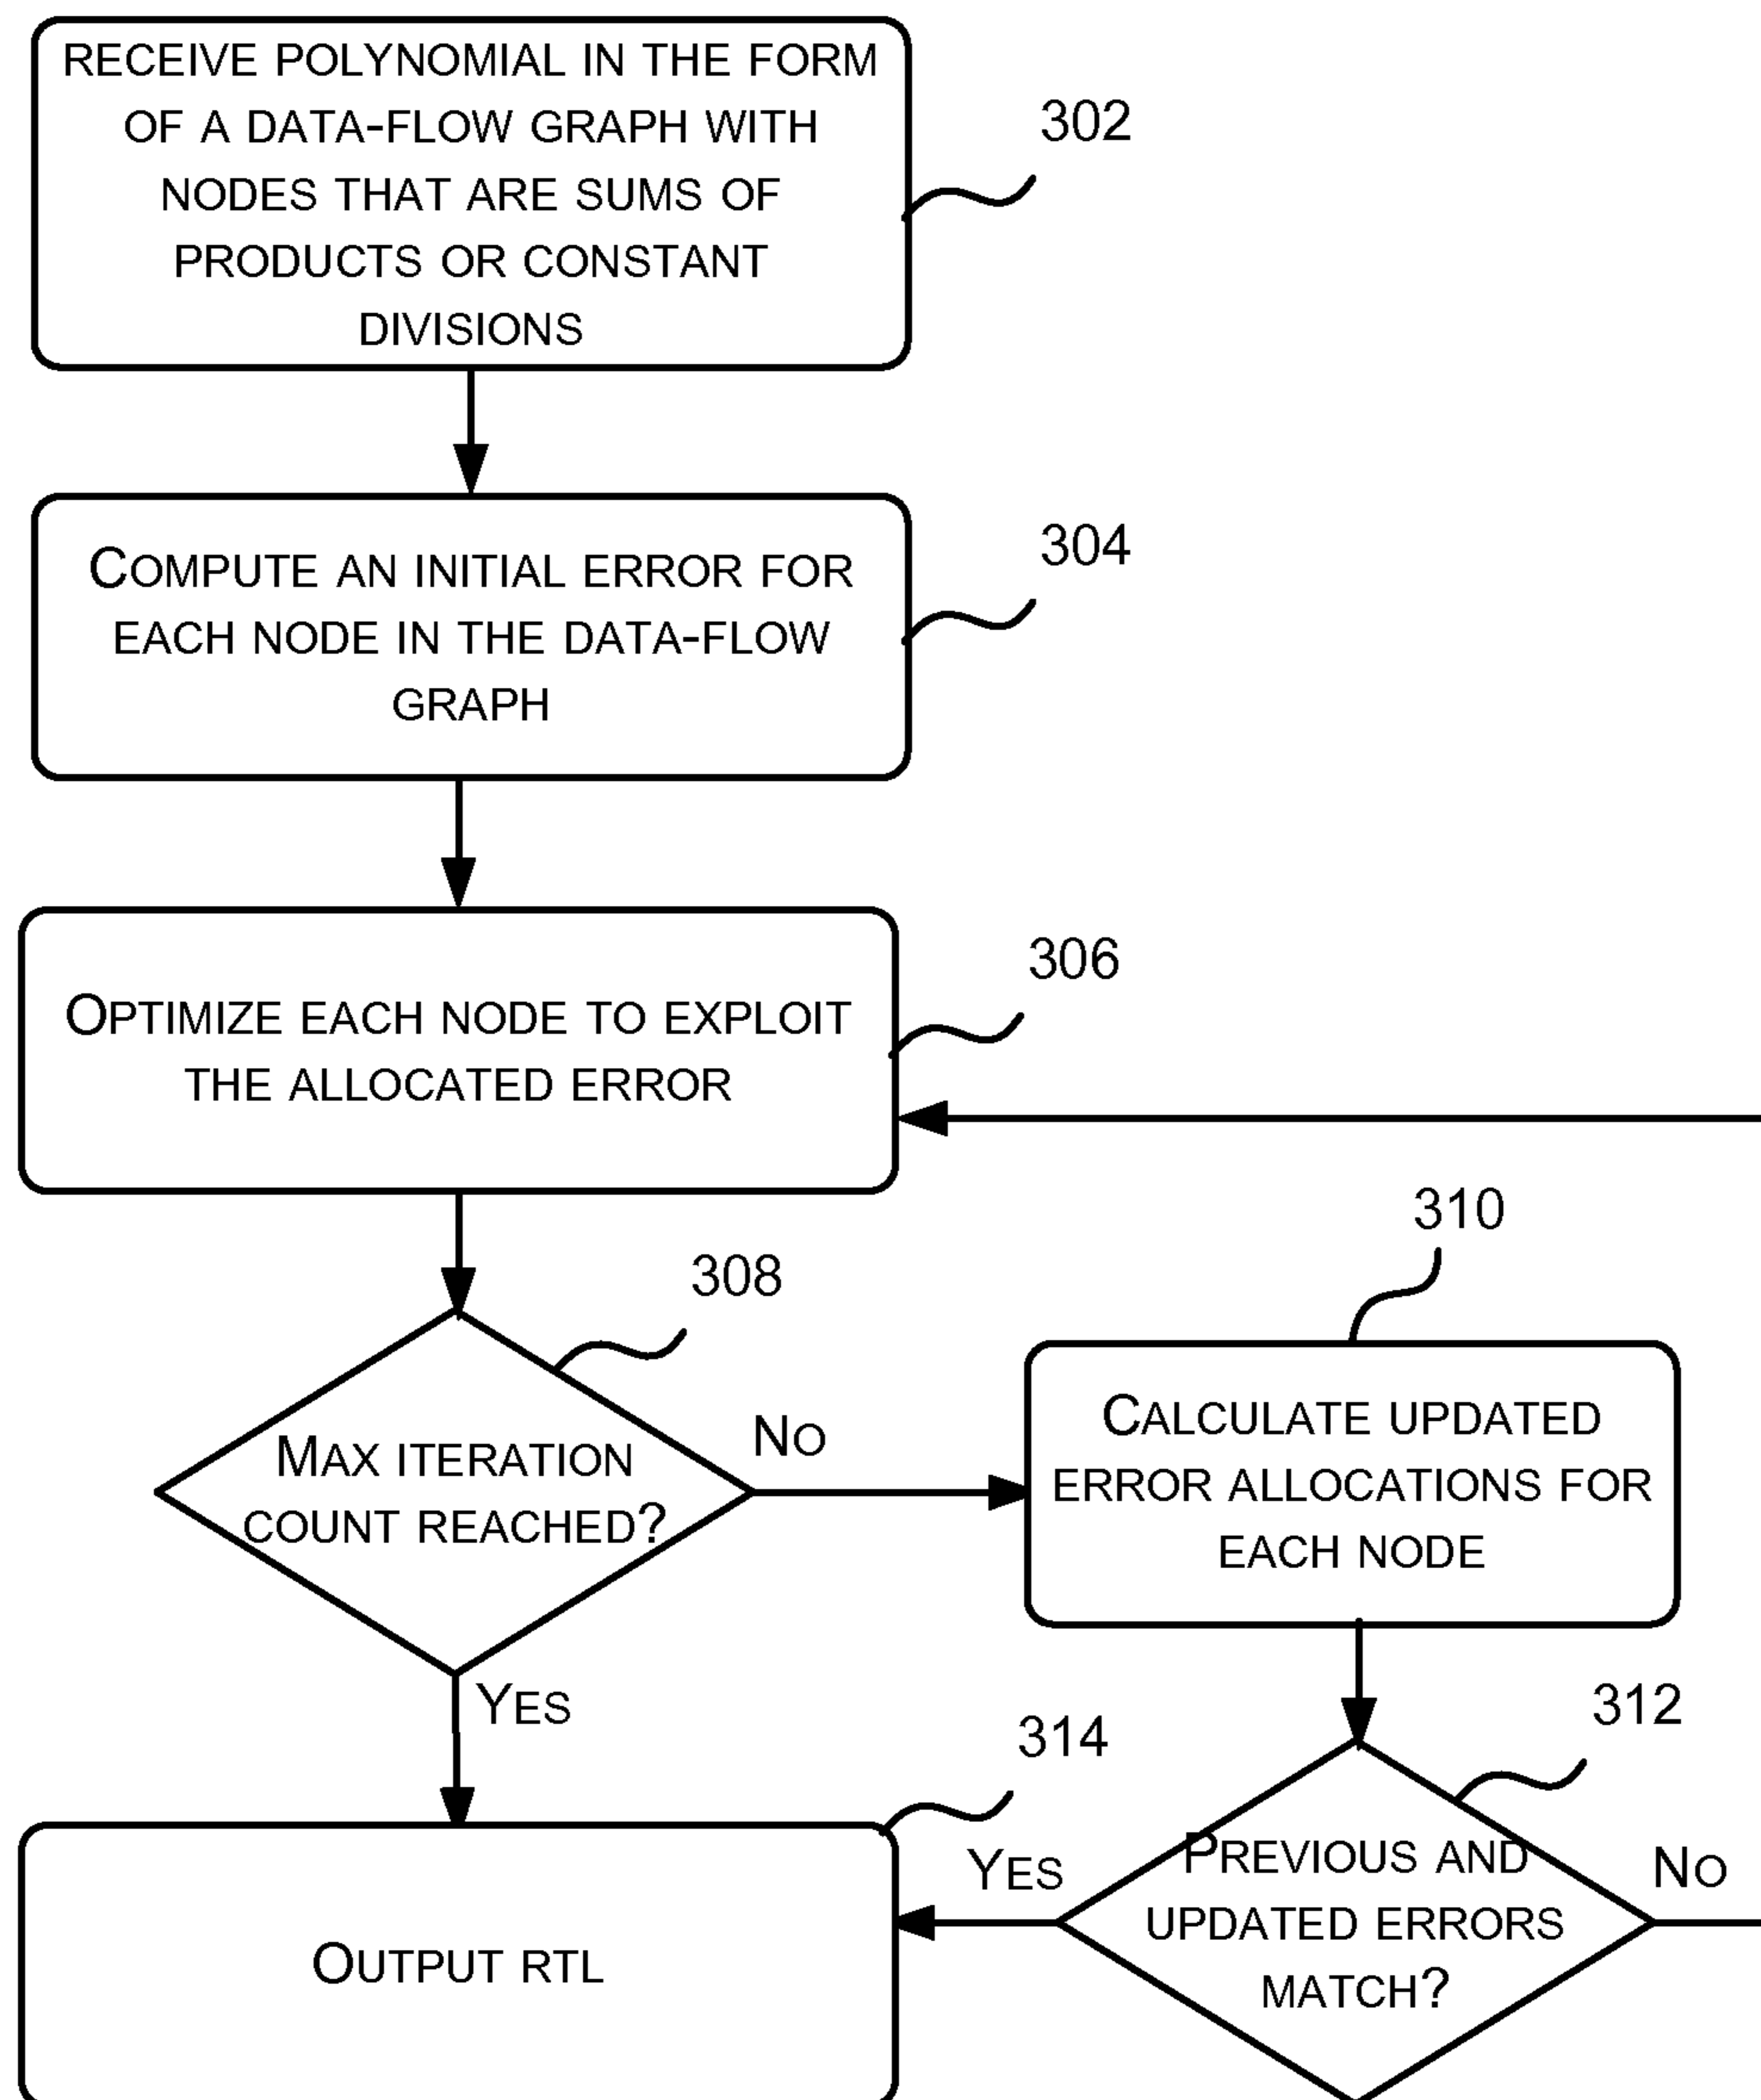 RECEIVE POLYNOMIAL IN THE FORM
OF A DATA-FLOW GRAPH WITH
NODES THAT ARE SUMS OF
PRODUCTS OR CONSTANT
DIVISIONS
302
COMPUTE AN INITIAL ERROR FOR
EACH NODE IN THE DATA-FLOW
GRAPH
304
OPTIMIZE EACH NODE TO EXPLOIT
THE ALLOCATED ERROR
306
MAX ITERATION
COUNT REACHED?
308
NO
YES
310
CALCULATE UPDATED
ERROR ALLOCATIONS FOR
EACH NODE
312
PREVIOUS AND
UPDATED ERRORS
MATCH?
YES
NO
314
OUTPUT RTL